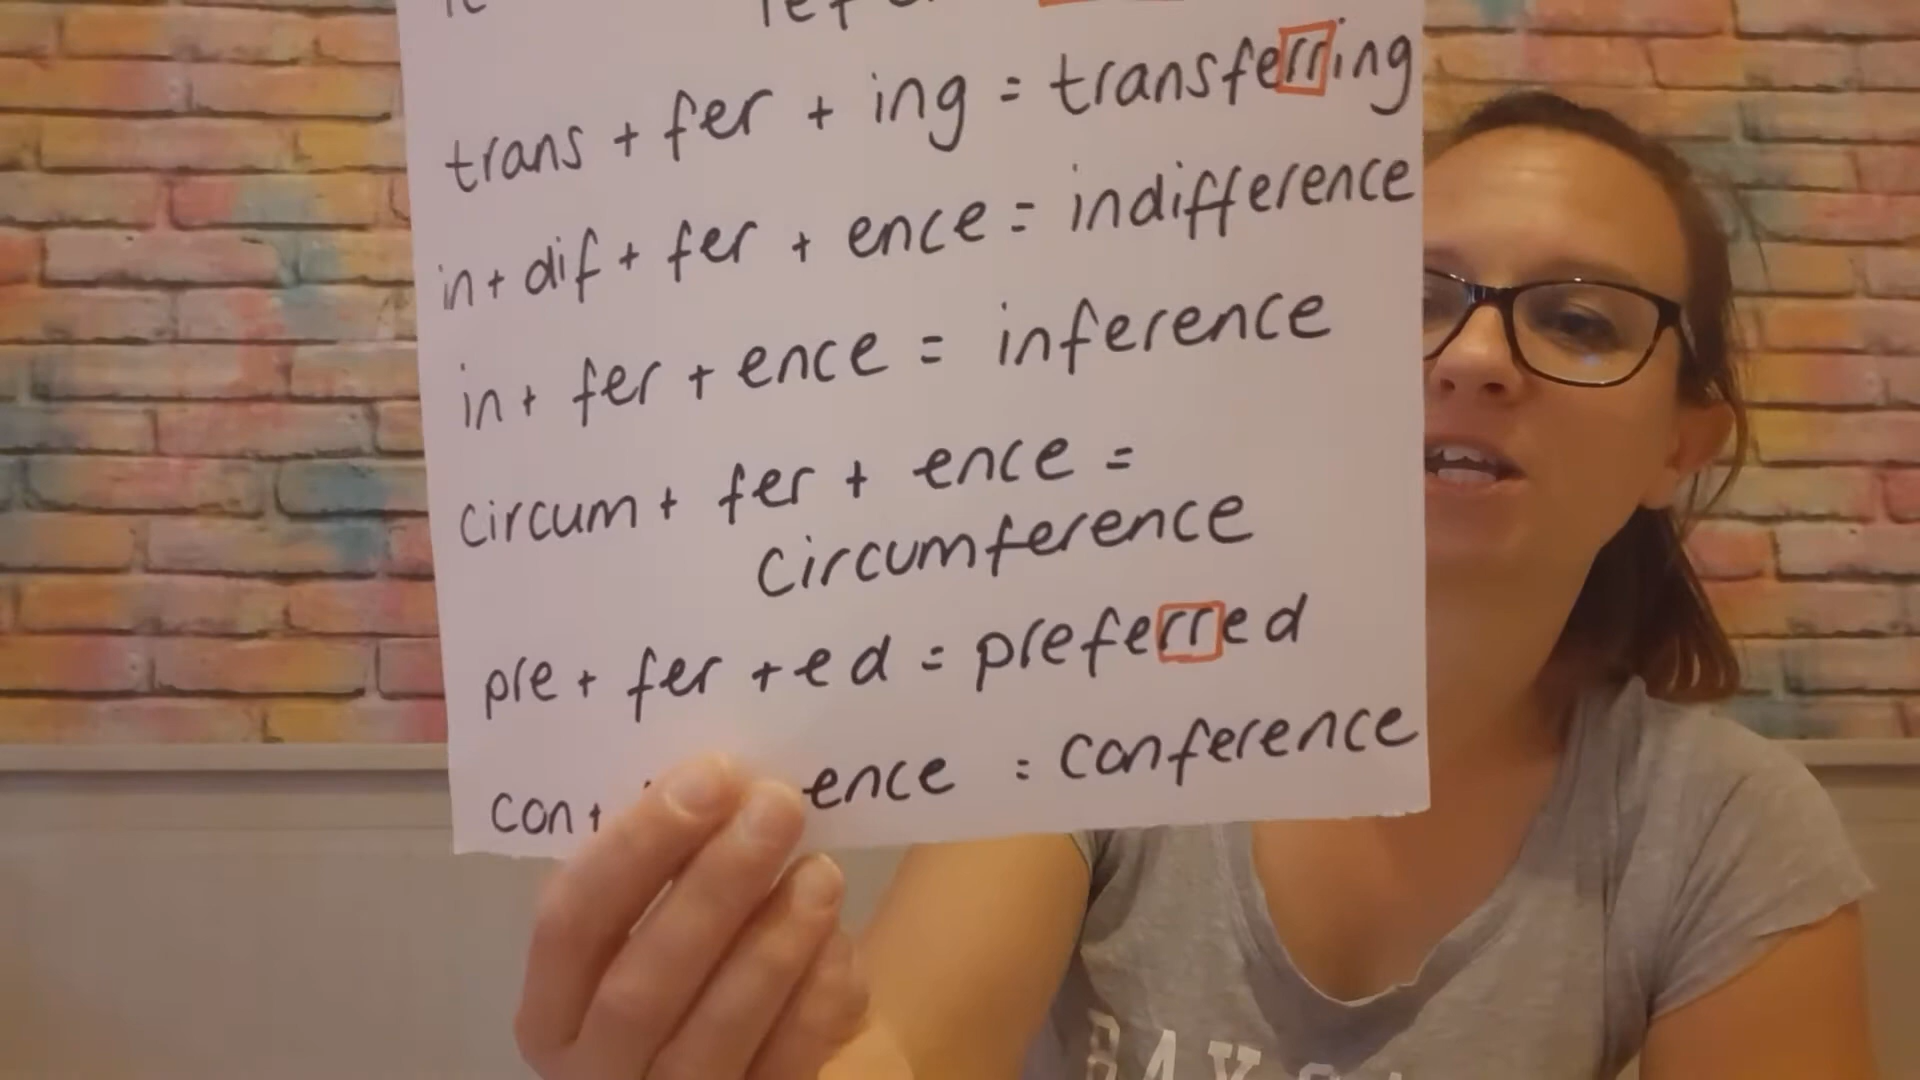 trans + fer + ing = transferring
in + dif + fer + ence = indifference
in + fer + ence = inference
circum + fer + ence =
circumference
pre + fer + ed = preferred
con + ence = conference